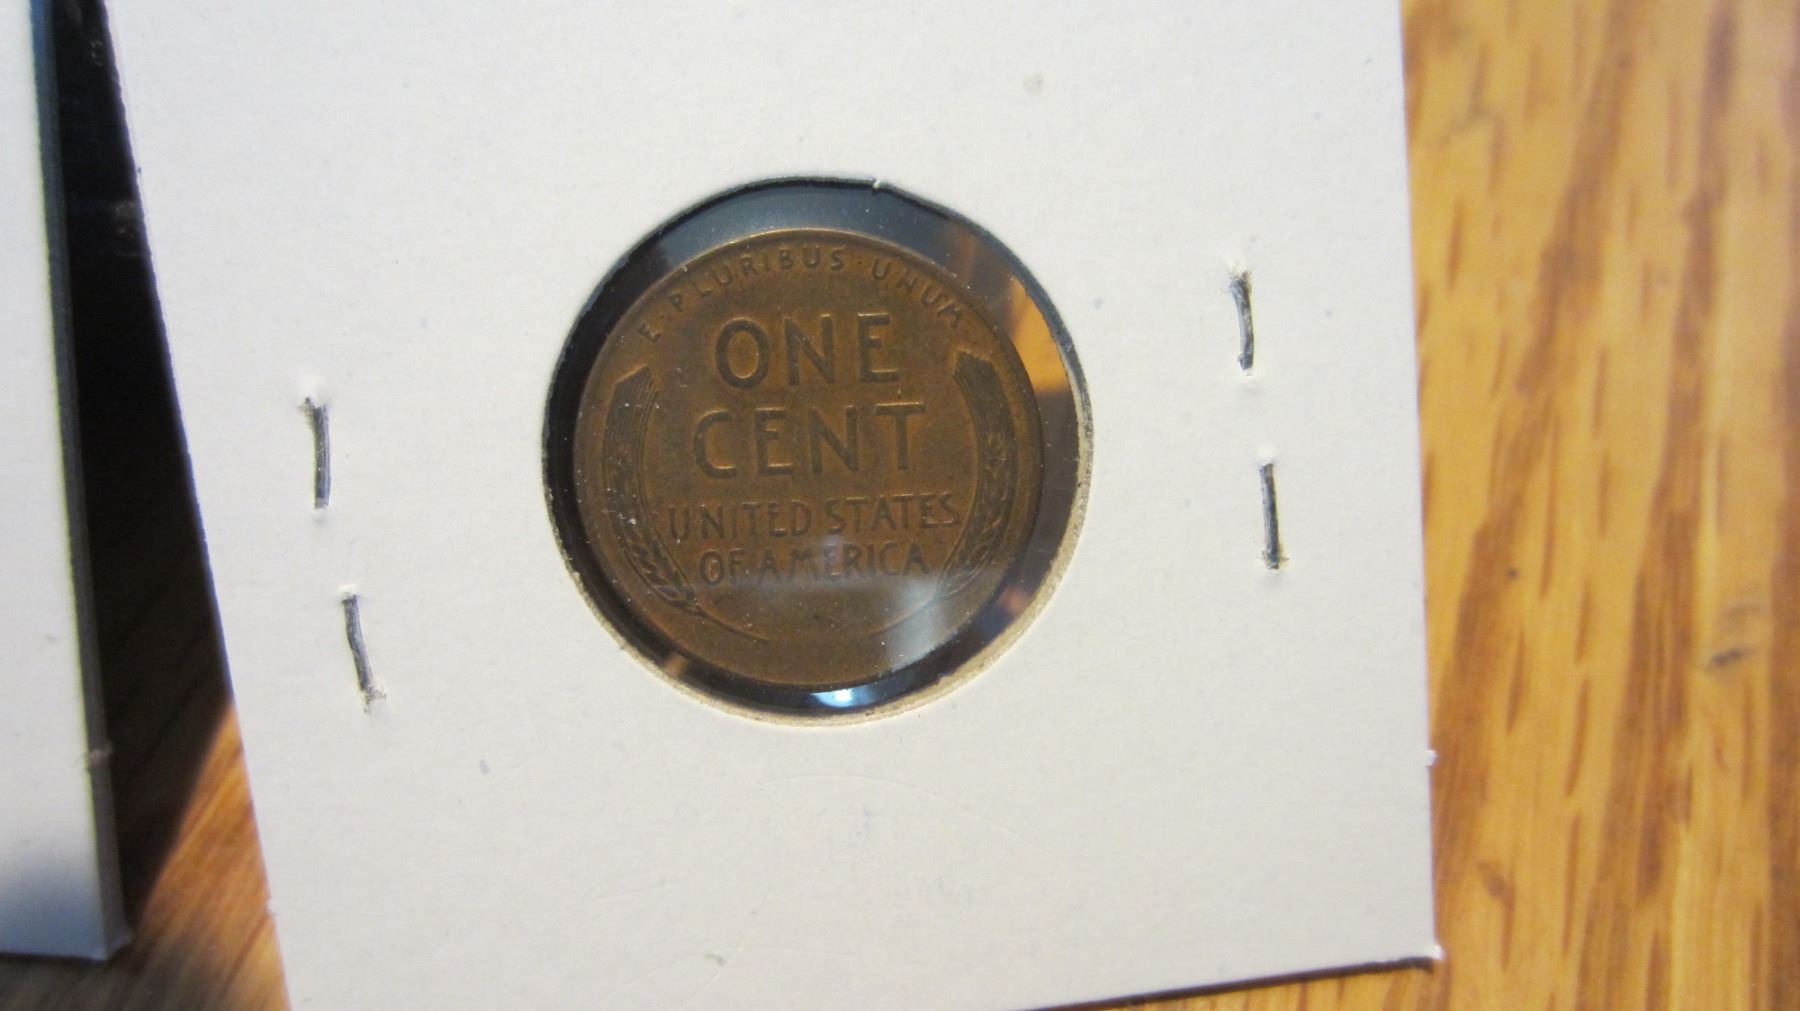 E·PLURIBUS·UNUM
ONE
CENT
UNITED STATES
OF AMERICA